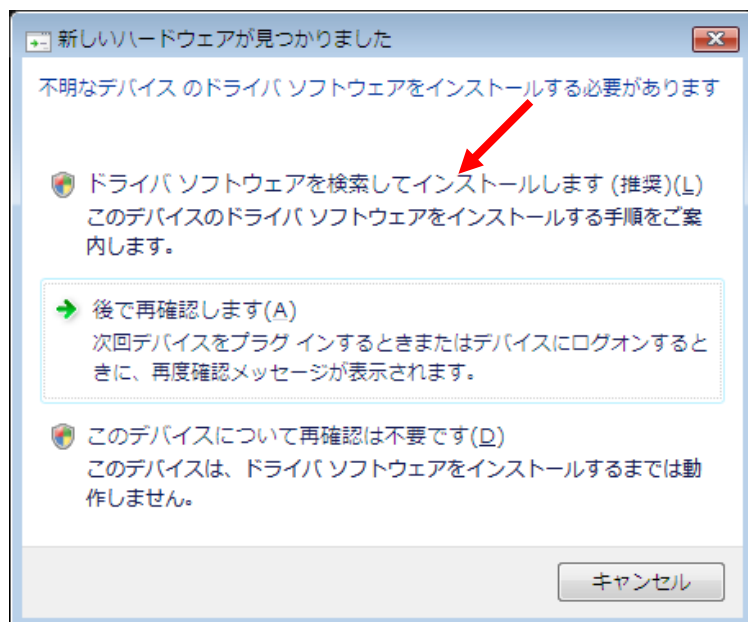 新しいハードウェアが見つかりました
不明なデバイス のドライバ ソフトウェアをインストールする必要があります
ドライバ ソフトウェアを検索してインストールします (推奨)(L)
このデバイスのドライバ ソフトウェアをインストールする手順をご案
内します。
後で再確認します(A)
次回デバイスをプラグ インするときまたはデバイスにログオンすると
きに、再度確認メッセージが表示されます。
このデバイスについて再確認は不要です(D)
このデバイスは、ドライバ ソフトウェアをインストールするまでは動
作しません。
キャンセル